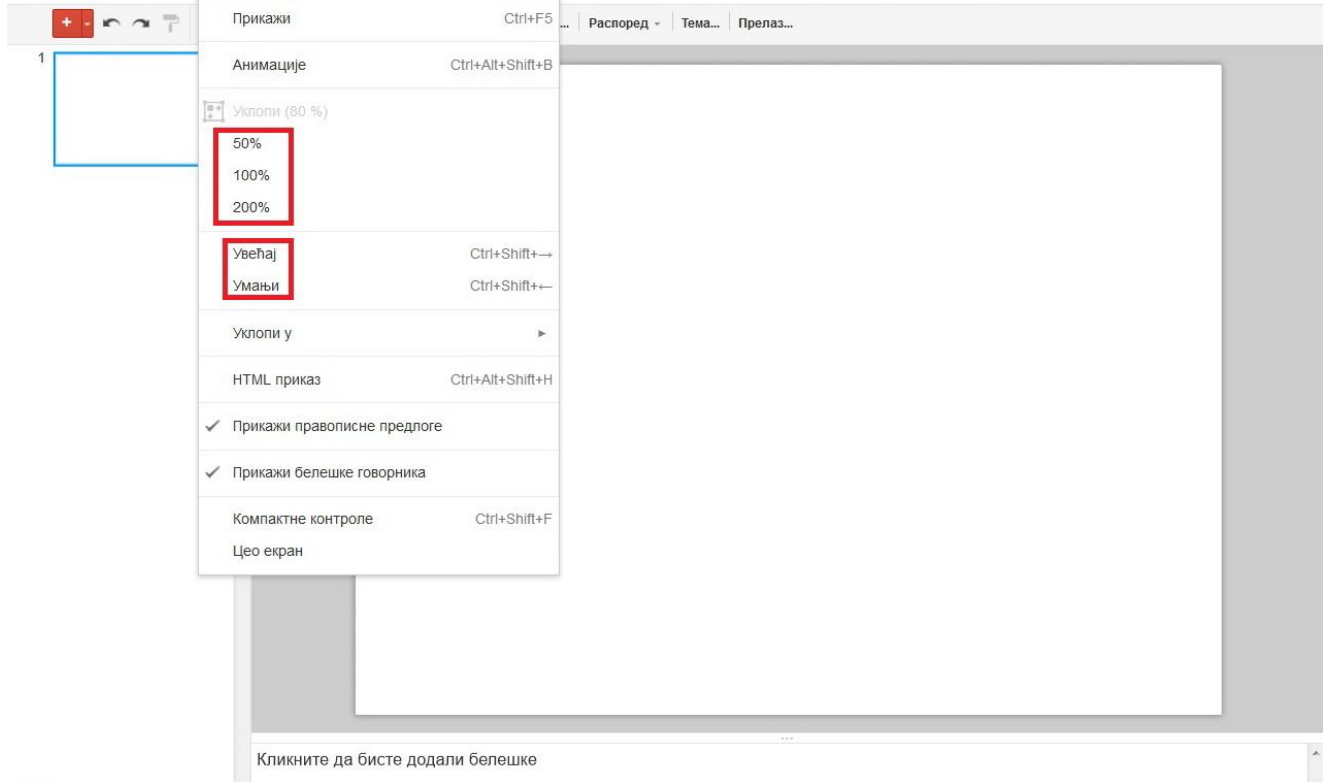 Прикажи Ctrl+F5 ... Распоред Тема... Прелаз...
1
Анимације Ctrl+Alt+Shift+B
Уклопи (80 %)
50%
100%
200%
Увећај Ctrl+Shift+→
Умањи Ctrl+Shift+←
Уклопи у ►
HTML приказ Ctrl+Alt+Shift+H
✓ Прикажи правописне предлоге
✓ Прикажи белешке говорника
Компактне контроле Ctrl+Shift+F
Цео екран
Кликните да бисте додали белешке